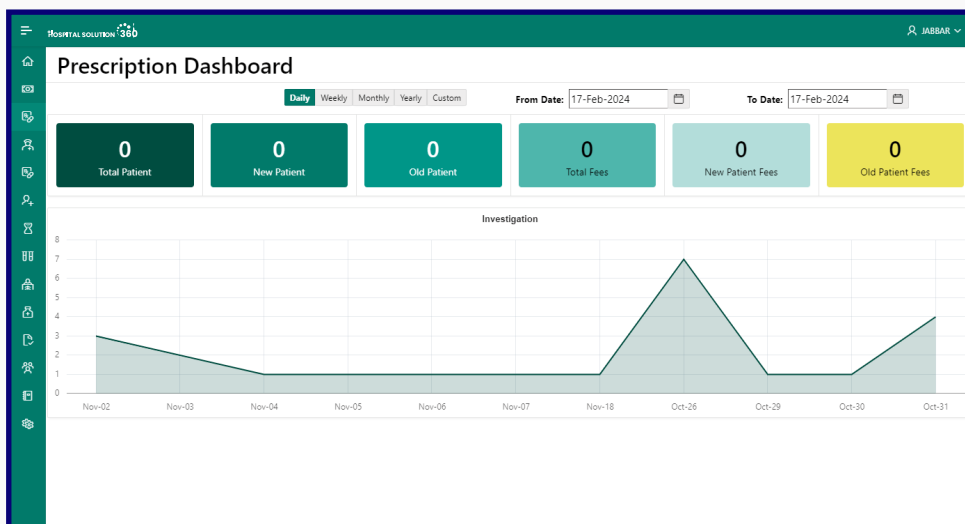 HOSPITAL SOLUTION 360
JABBAR
Prescription Dashboard
Daily Weekly Monthly Yearly Custom
From Date: 17-Feb-2024
To Date: 17-Feb-2024
0 0 0 0 0 0
Total Patient New Patient Old Patient Total Fees New Patient Fees Old Patient Fees
Investigation
8
7
6
5
4
3
2
1
0
Nov-02 Nov-03 Nov-04 Nov-05 Nov-06 Nov-07 Nov-18 Oct-26 Oct-29 Oct-30 Oct-31